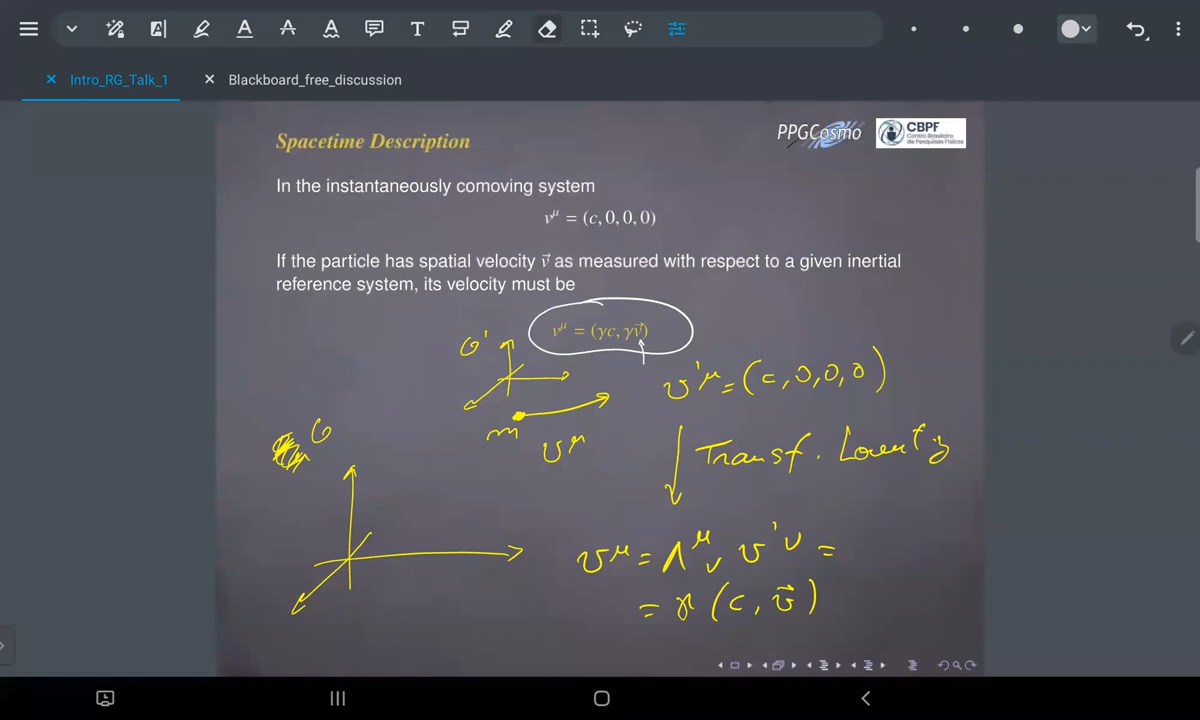 Intro_RG_Talk_1
Blackboard_free_discussion
Spacetime Description
PPGCosmo
CBPF
Centro Brasileiro
de Pesquisas Físicas
In the instantaneously comoving system
v^μ = (c, 0, 0, 0)
If the particle has spatial velocity v⃗ as measured with respect to a given inertial
reference system, its velocity must be
v^μ = (γc, γv⃗)
O'
v'^μ = (c, 0, 0, 0)
m
v^μ
O
Transf. Lorentz
v^μ = Λ^μ_ν v'^ν =
= γ (c, v⃗)